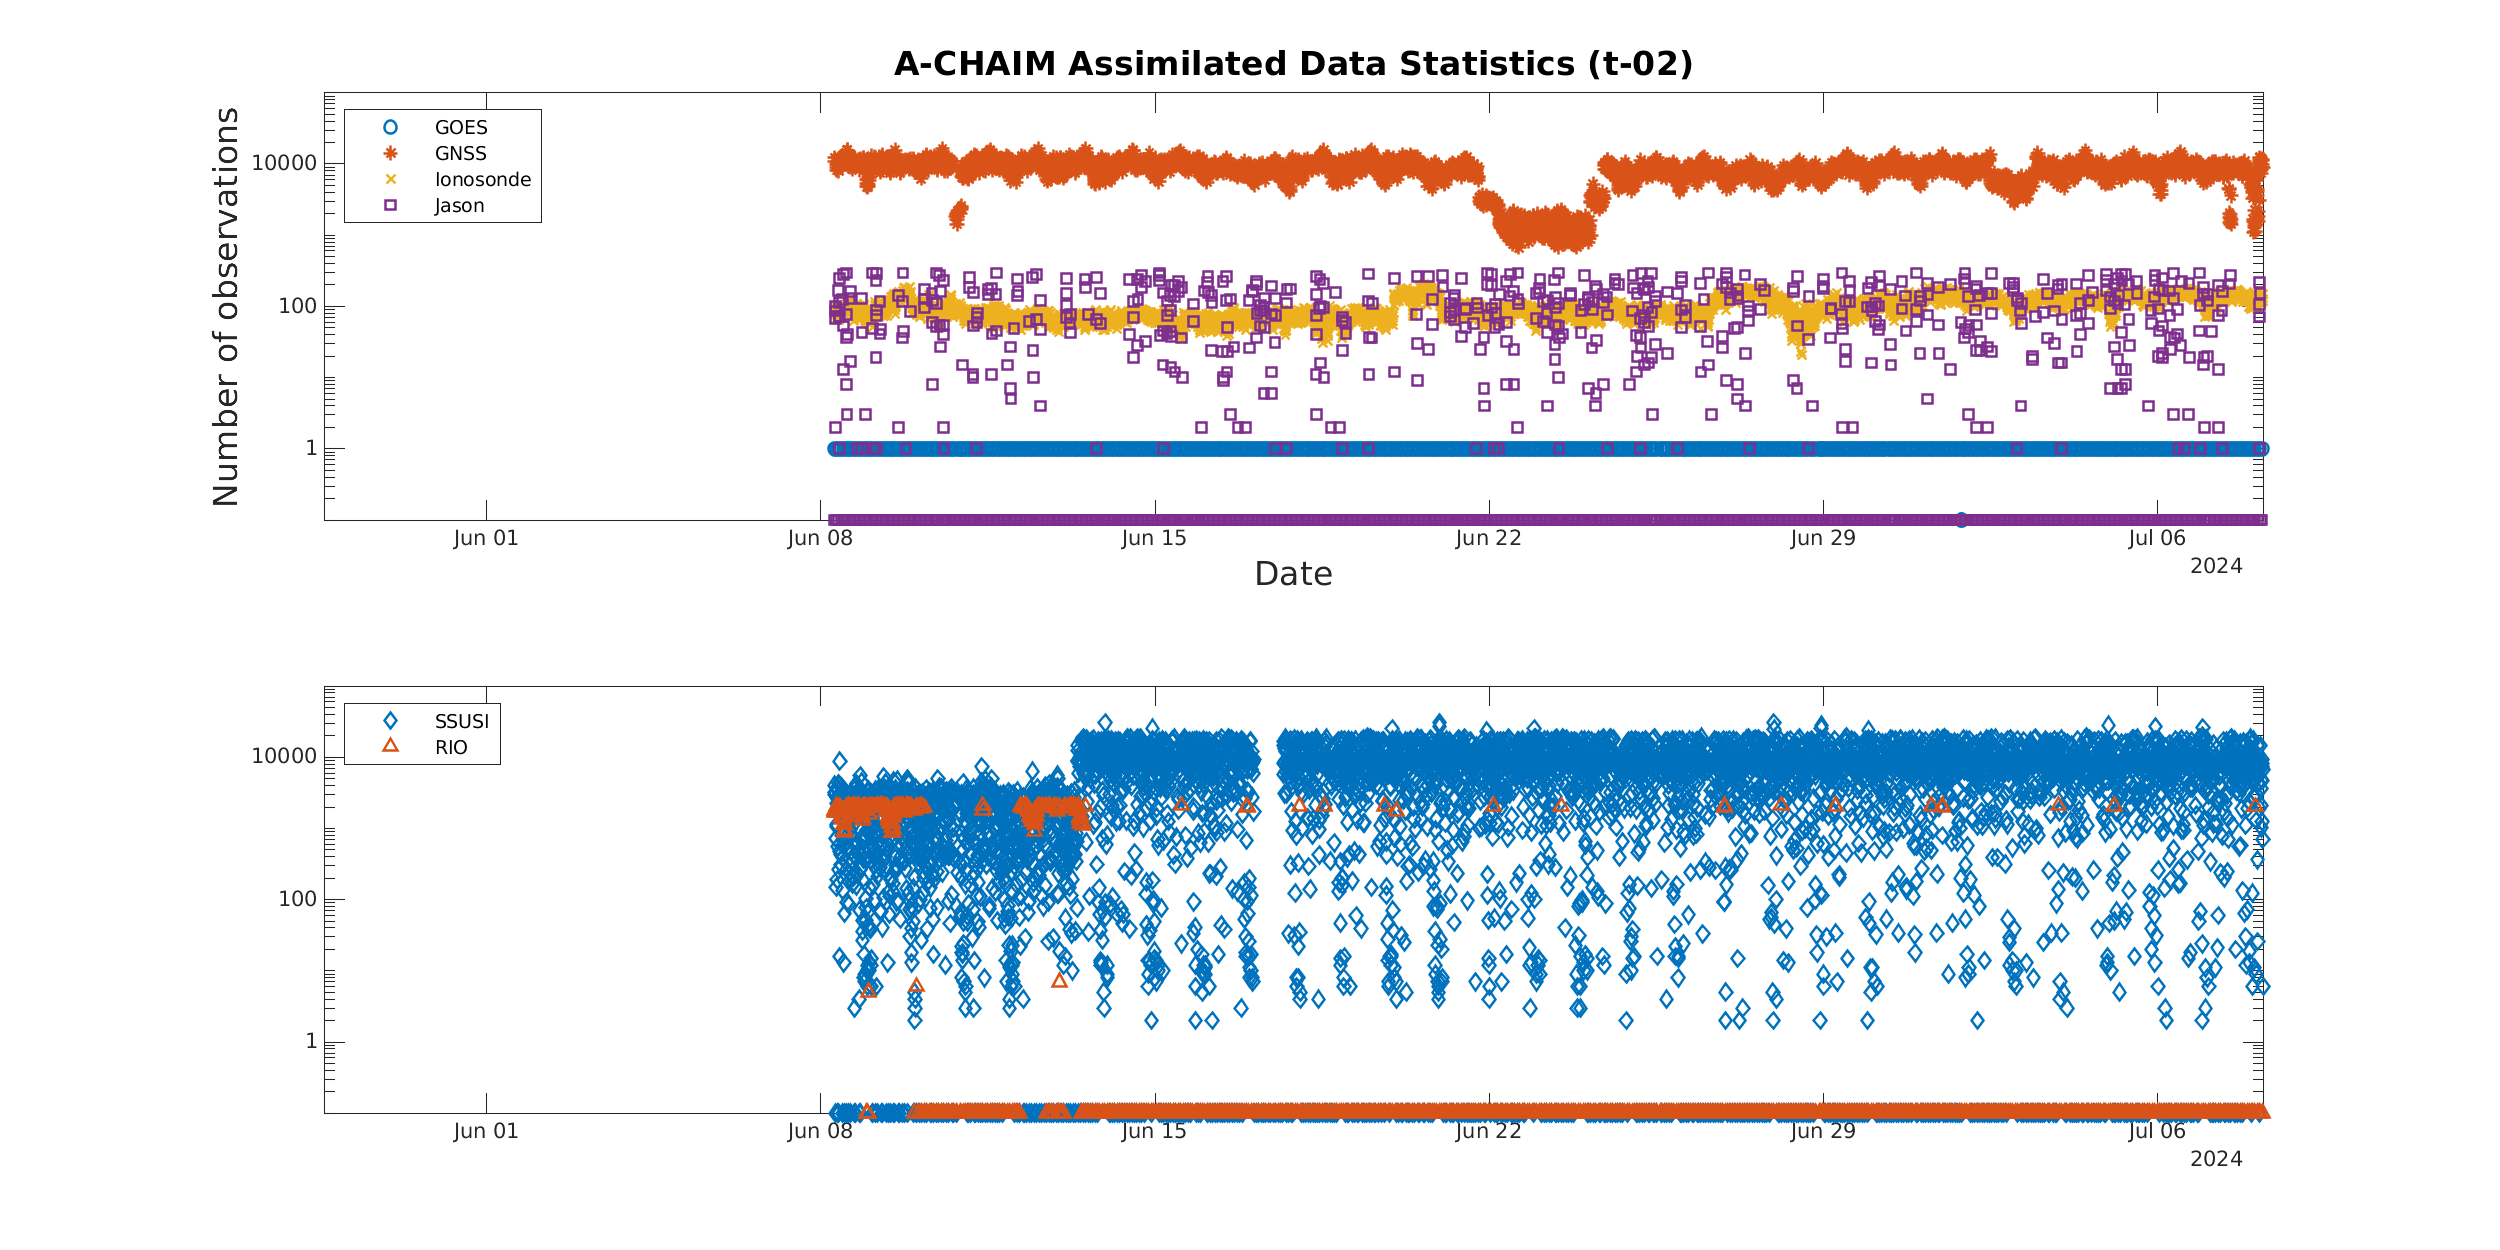 A-CHAIM Assimilated Data Statistics (t-02)
Number of observations
10000
100
1
GOES
GNSS
Ionosonde
Jason
Jun 01
Jun 08
Jun 15
Jun 22
Jun 29
Jul 06
2024
Date
10000
100
1
SSUSI
RIO
Jun 01
Jun 08
Jun 15
Jun 22
Jun 29
Jul 06
2024